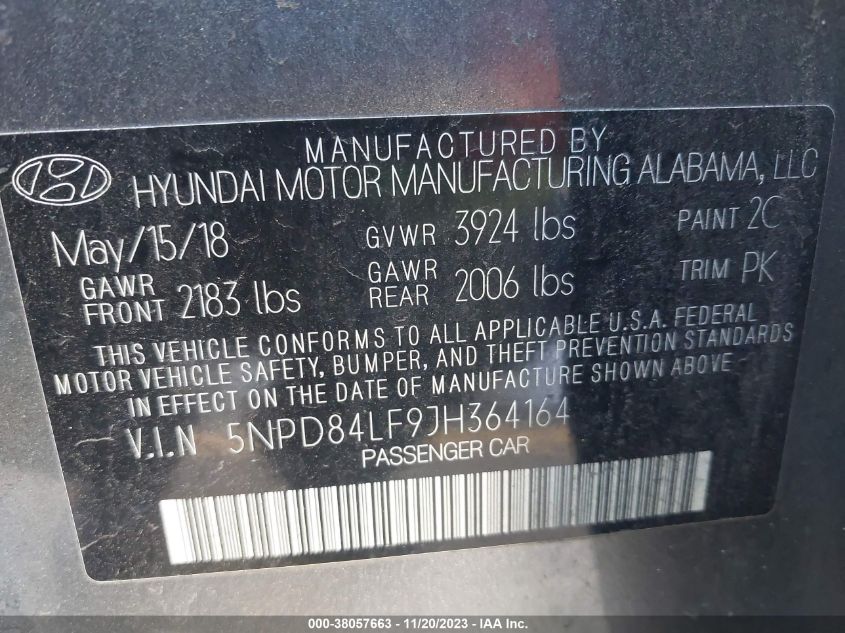 MANUFACTURED BY
HYUNDAI MOTOR MANUFACTURING ALABAMA, LLC
May/15/18 GVWR 3924 lbs PAINT 2C
GAWR FRONT 2183 lbs GAWR REAR 2006 lbs TRIM PK
THIS VEHICLE CONFORMS TO ALL APPLICABLE U.S.A. FEDERAL
MOTOR VEHICLE SAFETY, BUMPER, AND THEFT PREVENTION STANDARDS
IN EFFECT ON THE DATE OF MANUFACTURE SHOWN ABOVE
V.I.N 5NPD84LF9JH364164
PASSENGER CAR
000-38057663 - 11/20/2023 - IAA Inc.